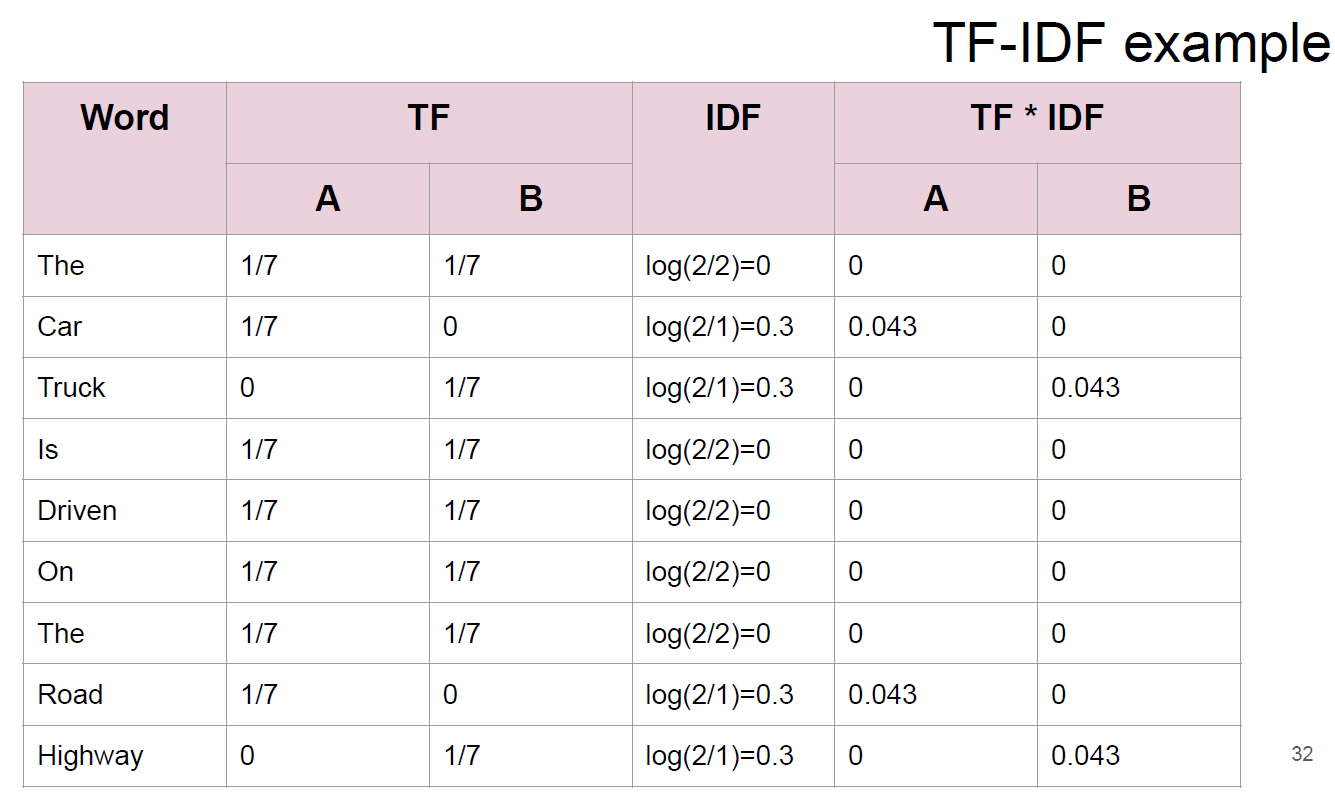 TF-IDF example
Word TF IDF TF * IDF
A B A B
The 1/7 1/7 log(2/2)=0 0 0
Car 1/7 0 log(2/1)=0.3 0.043 0
Truck 0 1/7 log(2/1)=0.3 0 0.043
Is 1/7 1/7 log(2/2)=0 0 0
Driven 1/7 1/7 log(2/2)=0 0 0
On 1/7 1/7 log(2/2)=0 0 0
The 1/7 1/7 log(2/2)=0 0 0
Road 1/7 0 log(2/1)=0.3 0.043 0
Highway 0 1/7 log(2/1)=0.3 0 0.043
32